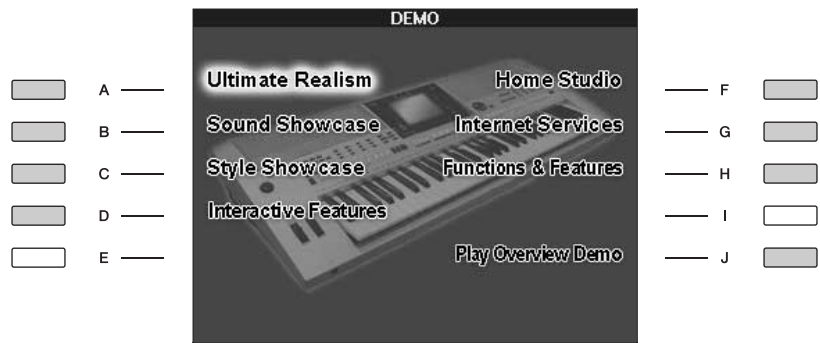 DEMO
A
Ultimate Realism
Home Studio
F
B
Sound Showcase
Internet Services
G
C
Style Showcase
Functions & Features
H
D
Interactive Features
I
E
Play Overview Demo
J